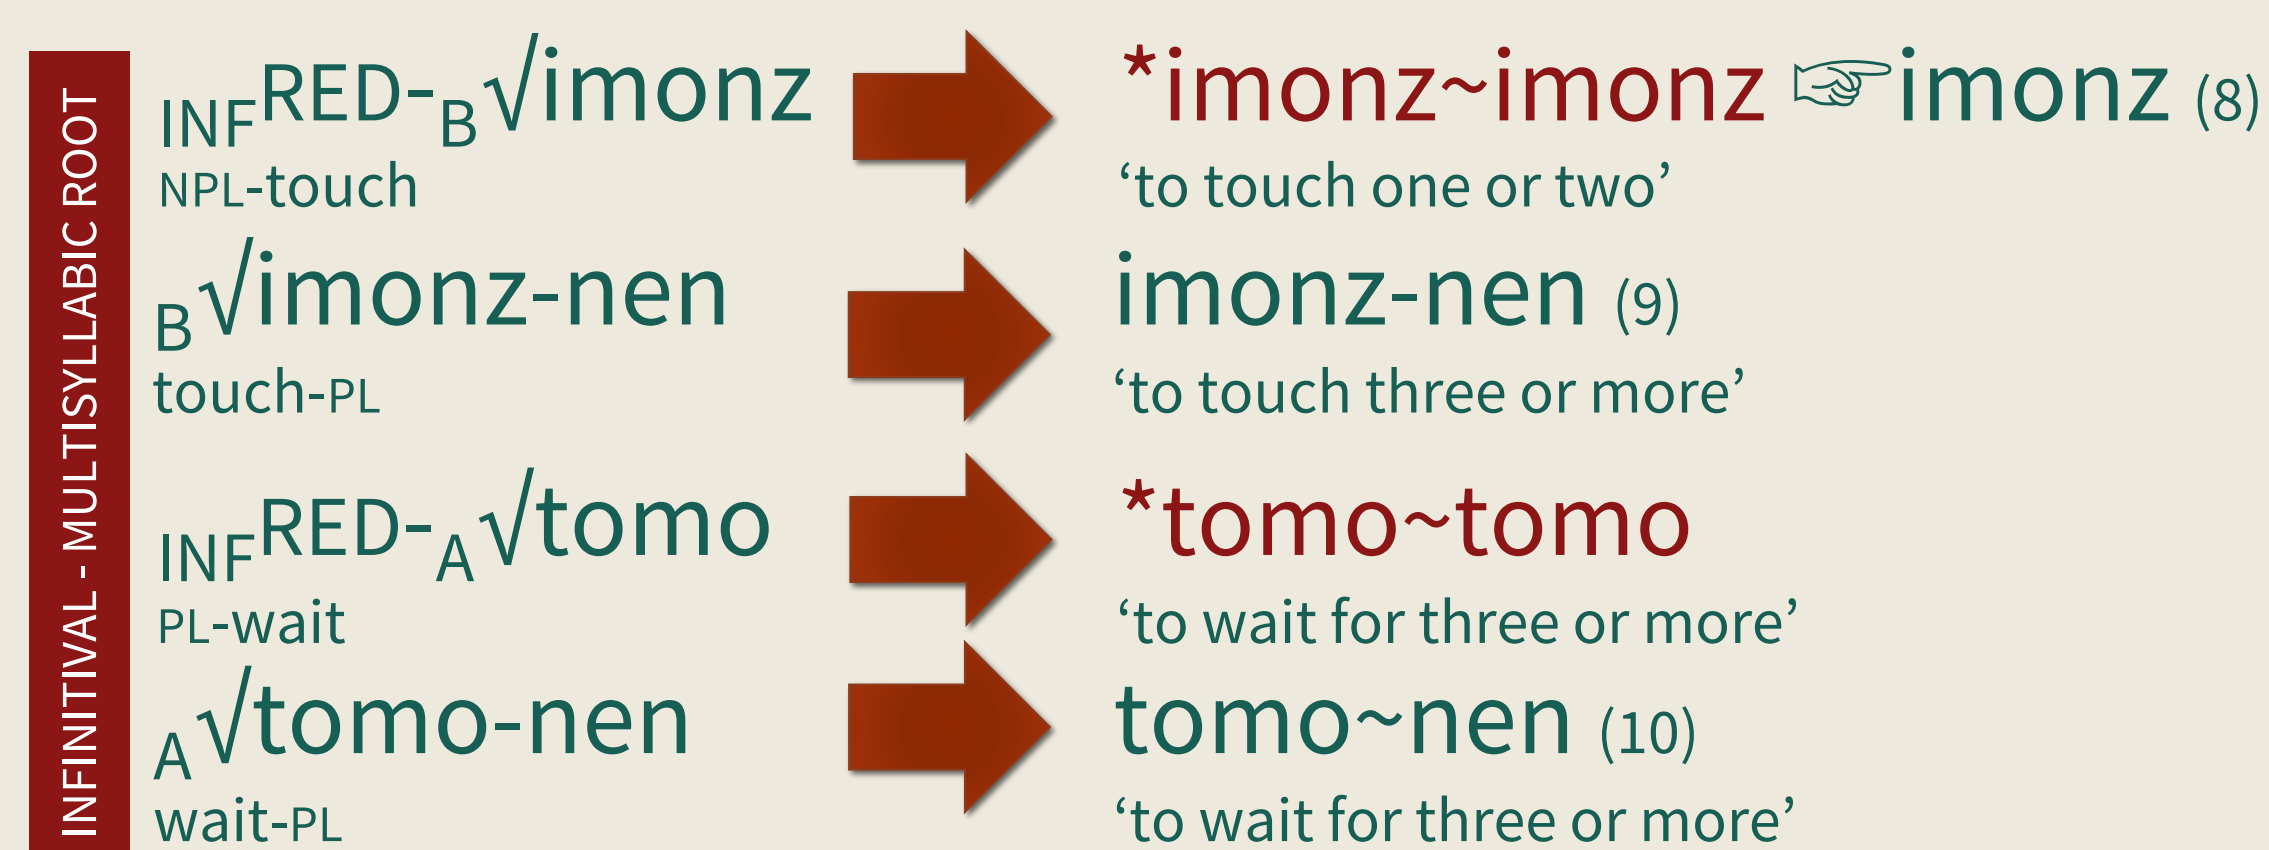 INFINITIVAL - MULTISYLLABIC ROOT
INFRED-B√imonz *imonz~imonz ☞imonz (8)
NPL-touch ‘to touch one or two’
B√imonz-nen imonz-nen (9)
touch-PL ‘to touch three or more’
INFRED-A√tomo *tomo~tomo
PL-wait ‘to wait for three or more’
A√tomo-nen tomo~nen (10)
wait-PL ‘to wait for three or more’